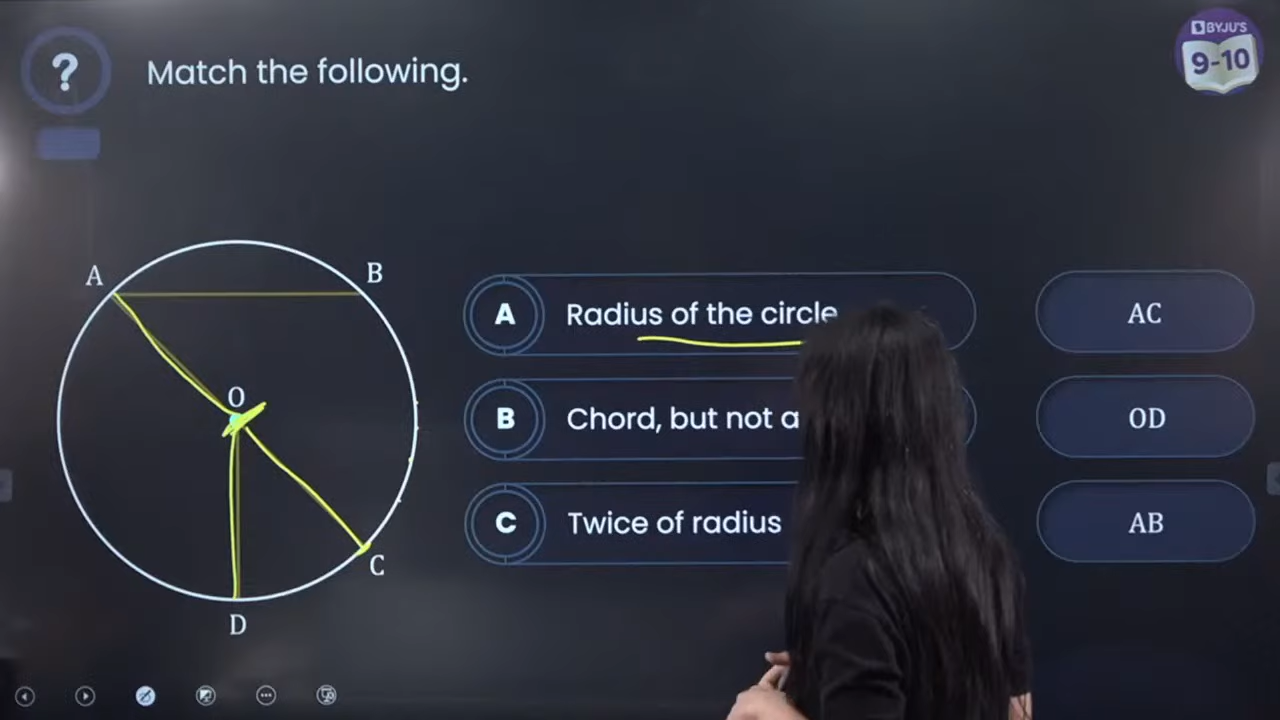 ?
Match the following.
BYJU'S
9-10
A
B
O
C
D
A Radius of the circle
B Chord, but not a
C Twice of radius
AC
OD
AB